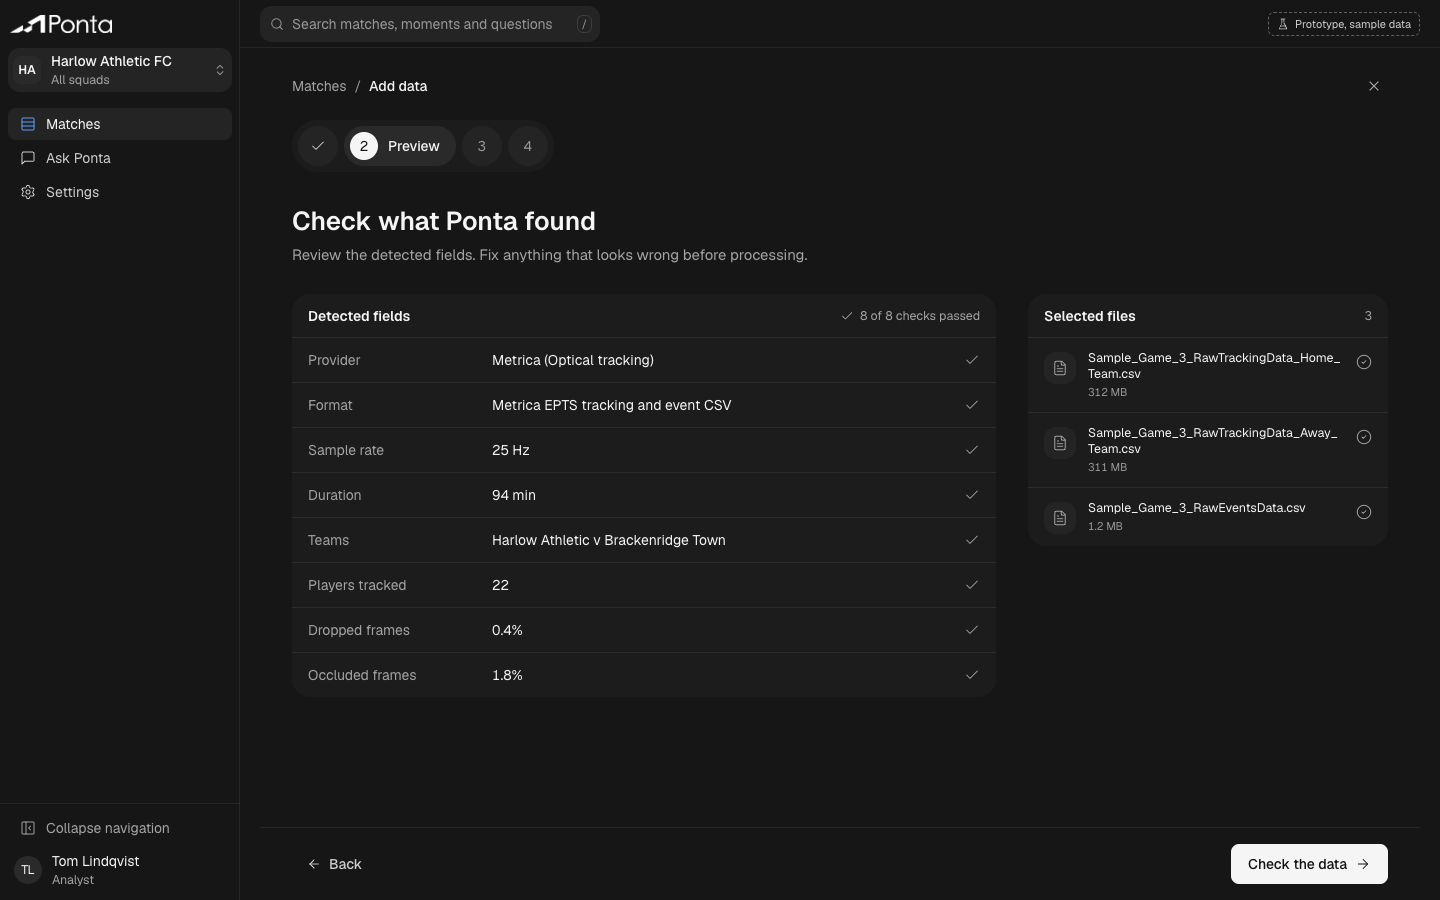 Ponta
Search matches, moments and questions
/
Prototype, sample data
HA
Harlow Athletic FC
All squads
Matches
Ask Ponta
Settings
Matches / Add data
2 Preview 3 4
Check what Ponta found
Review the detected fields. Fix anything that looks wrong before processing.
Detected fields
8 of 8 checks passed
Provider Metrica (Optical tracking)
Format Metrica EPTS tracking and event CSV
Sample rate 25 Hz
Duration 94 min
Teams Harlow Athletic v Brackenridge Town
Players tracked 22
Dropped frames 0.4%
Occluded frames 1.8%
Selected files 3
Sample_Game_3_RawTrackingData_Home_
Team.csv
312 MB
Sample_Game_3_RawTrackingData_Away_
Team.csv
311 MB
Sample_Game_3_RawEventsData.csv
1.2 MB
Collapse navigation
TL
Tom Lindqvist
Analyst
Back
Check the data